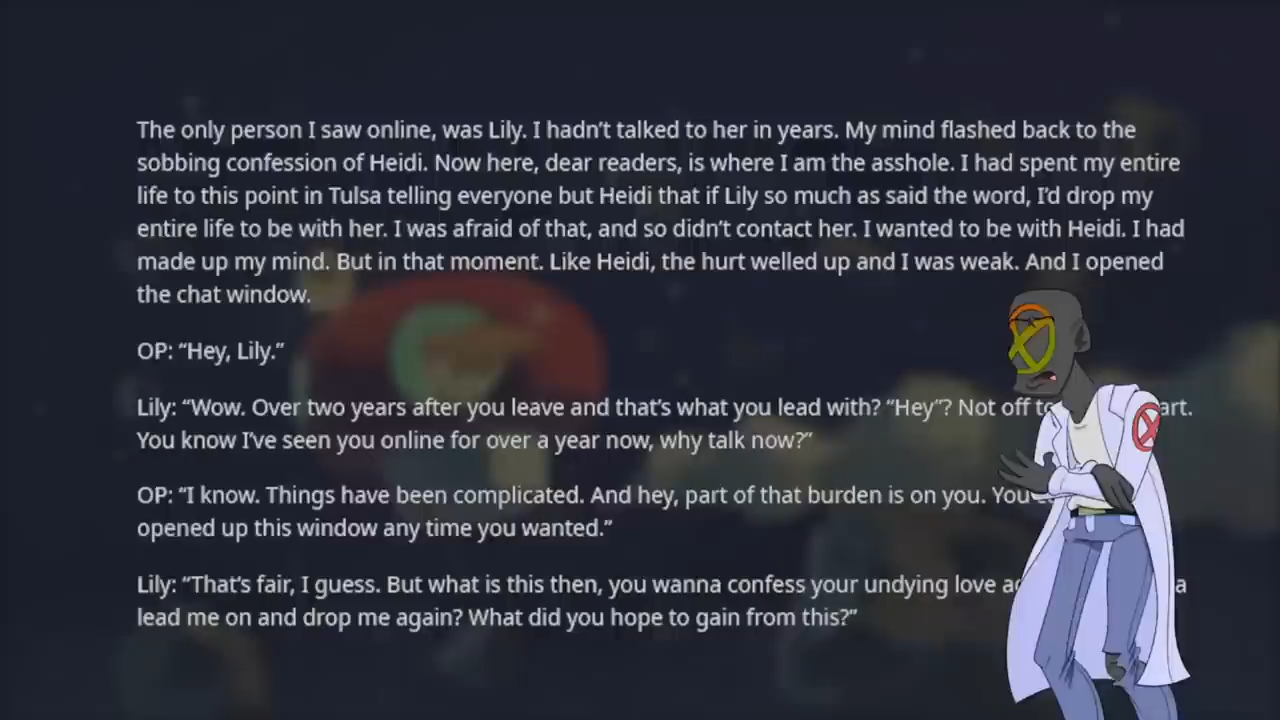 The only person I saw online, was Lily. I hadn’t talked to her in years. My mind flashed back to the
sobbing confession of Heidi. Now here, dear readers, is where I am the asshole. I had spent my entire
life to this point in Tulsa telling everyone but Heidi that if Lily so much as said the word, I’d drop my
entire life to be with her. I was afraid of that, and so didn’t contact her. I wanted to be with Heidi. I had
made up my mind. But in that moment. Like Heidi, the hurt welled up and I was weak. And I opened
the chat window.
OP: “Hey, Lily.”
Lily: “Wow. Over two years after you leave and that’s what you lead with? “Hey”? Not off
You know I’ve seen you online for over a year now, why talk now?”
OP: “I know. Things have been complicated. And hey, part of that burden is on you. You
opened up this window any time you wanted.”
Lily: “That’s fair, I guess. But what is this then, you wanna confess your undying love a
lead me on and drop me again? What did you hope to gain from this?”